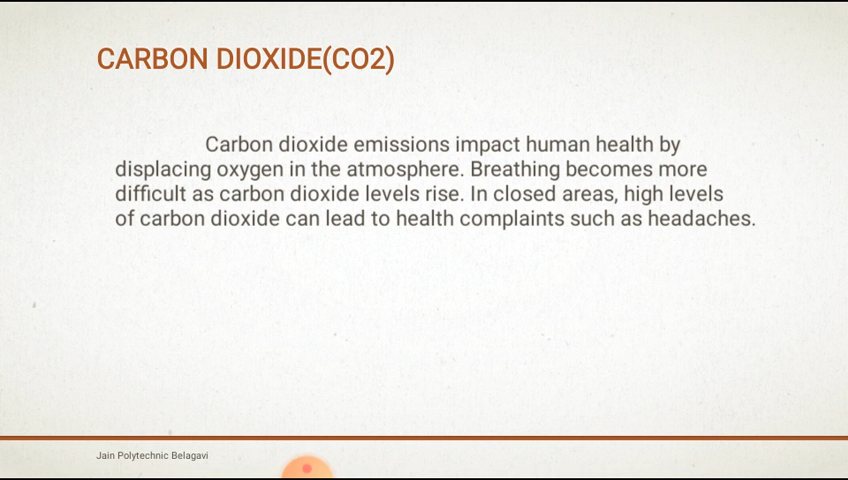 CARBON DIOXIDE(CO2)
Carbon dioxide emissions impact human health by
displacing oxygen in the atmosphere. Breathing becomes more
difficult as carbon dioxide levels rise. In closed areas, high levels
of carbon dioxide can lead to health complaints such as headaches.
Jain Polytechnic Belagavi